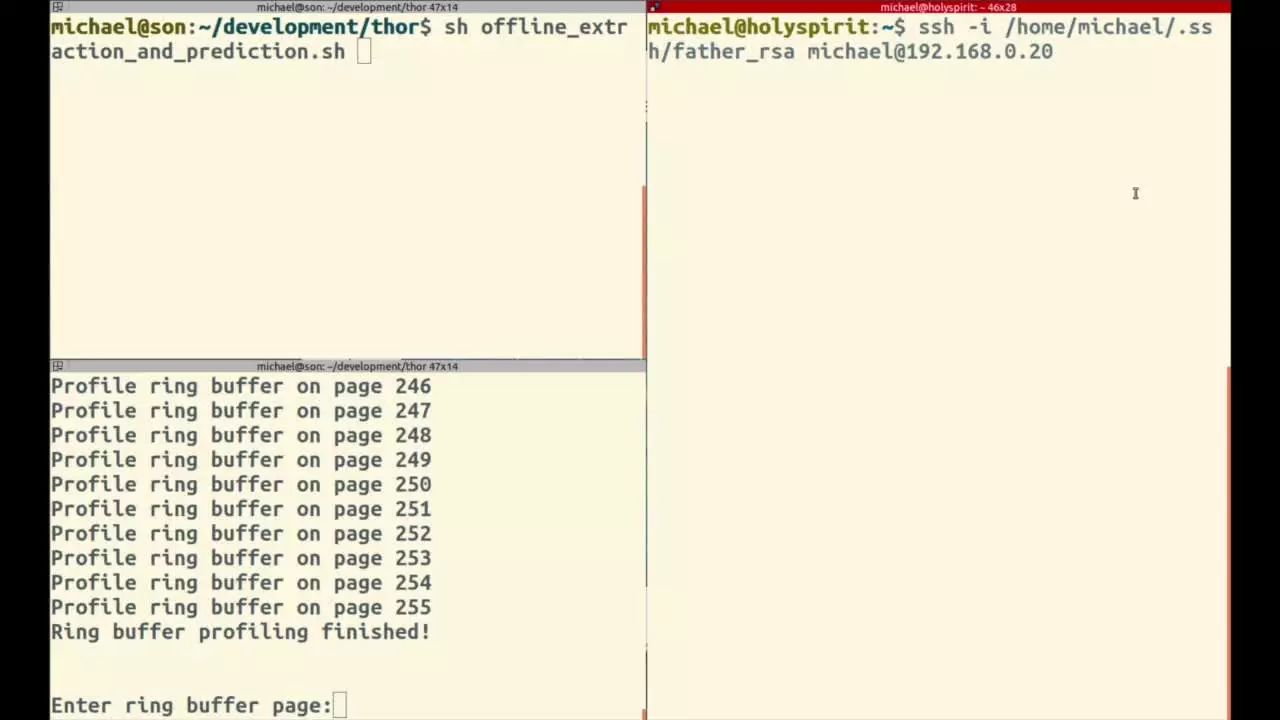 michael@son: ~/development/thor 47x14
michael@son:~/development/thor$ sh offline_extr
action_and_prediction.sh
michael@son: ~/development/thor 47x14
Profile ring buffer on page 246
Profile ring buffer on page 247
Profile ring buffer on page 248
Profile ring buffer on page 249
Profile ring buffer on page 250
Profile ring buffer on page 251
Profile ring buffer on page 252
Profile ring buffer on page 253
Profile ring buffer on page 254
Profile ring buffer on page 255
Ring buffer profiling finished!
Enter ring buffer page:
michael@holyspirit: ~ 46x28
michael@holyspirit:~$ ssh -i /home/michael/.ss
h/father_rsa michael@192.168.0.20